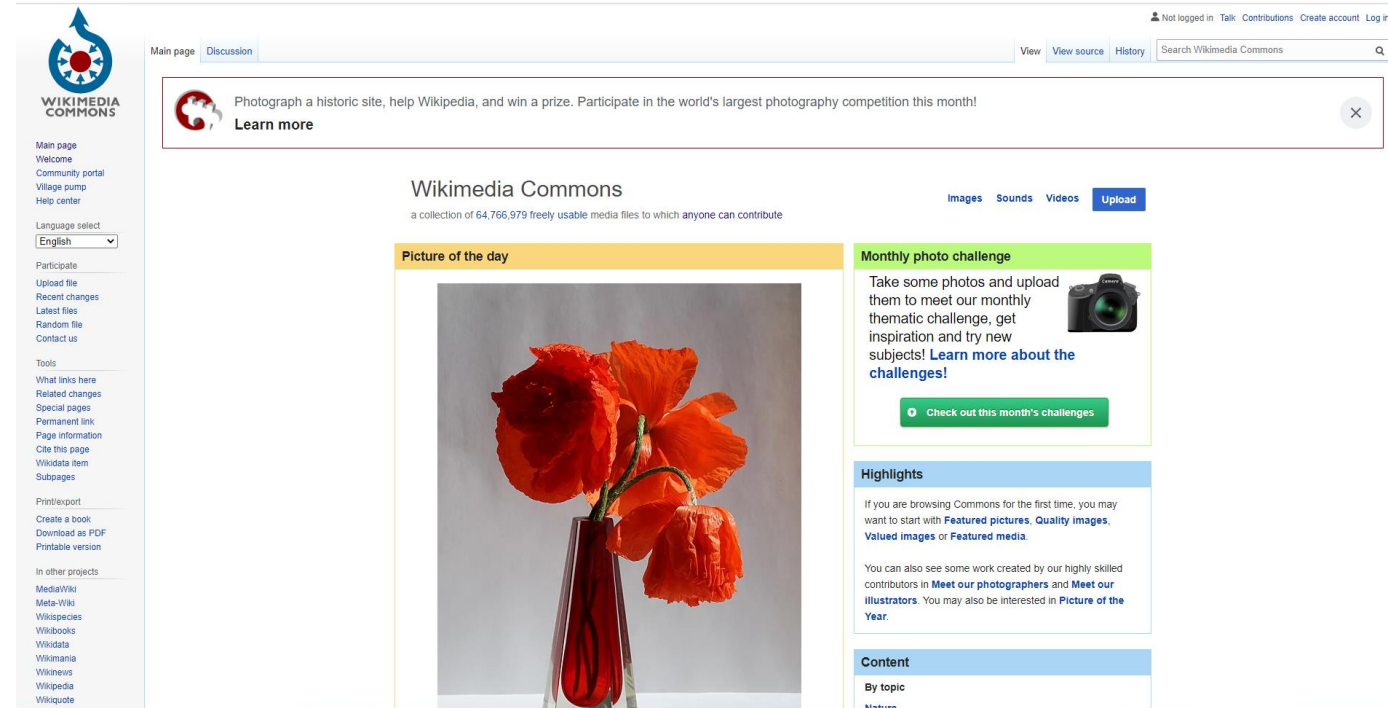 Not logged in Talk Contributions Create account Log in
Main page Discussion
View View source History Search Wikimedia Commons
WIKIMEDIA
COMMONS
Photograph a historic site, help Wikipedia, and win a prize. Participate in the world's largest photography competition this month!
Learn more
Main page
Welcome
Community portal
Village pump
Help center
Language select
English
Participate
Upload file
Recent changes
Latest files
Random file
Contact us
Tools
What links here
Related changes
Special pages
Permanent link
Page information
Cite this page
Wikidata item
Subpages
Print/export
Create a book
Download as PDF
Printable version
In other projects
MediaWiki
Meta-Wiki
Wikispecies
Wikibooks
Wikidata
Wikimania
Wikinews
Wikipedia
Wikiquote
Wikimedia Commons
a collection of 64,766,979 freely usable media files to which anyone can contribute
Images Sounds Videos Upload
Picture of the day
Monthly photo challenge
Take some photos and upload
them to meet our monthly
thematic challenge, get
inspiration and try new
subjects! Learn more about the
challenges!
Check out this month's challenges
Highlights
If you are browsing Commons for the first time, you may
want to start with Featured pictures, Quality images,
Valued images or Featured media.
You can also see some work created by our highly skilled
contributors in Meet our photographers and Meet our
illustrators. You may also be interested in Picture of the
Year.
Content
By topic
Nature